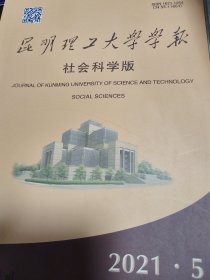 昆明理工大学学报
社会科学版
JOURNAL OF KUNMING UNIVERSITY OF SCIENCE AND TECHNOLOGY
SOCIAL SCIENCES
2021·5